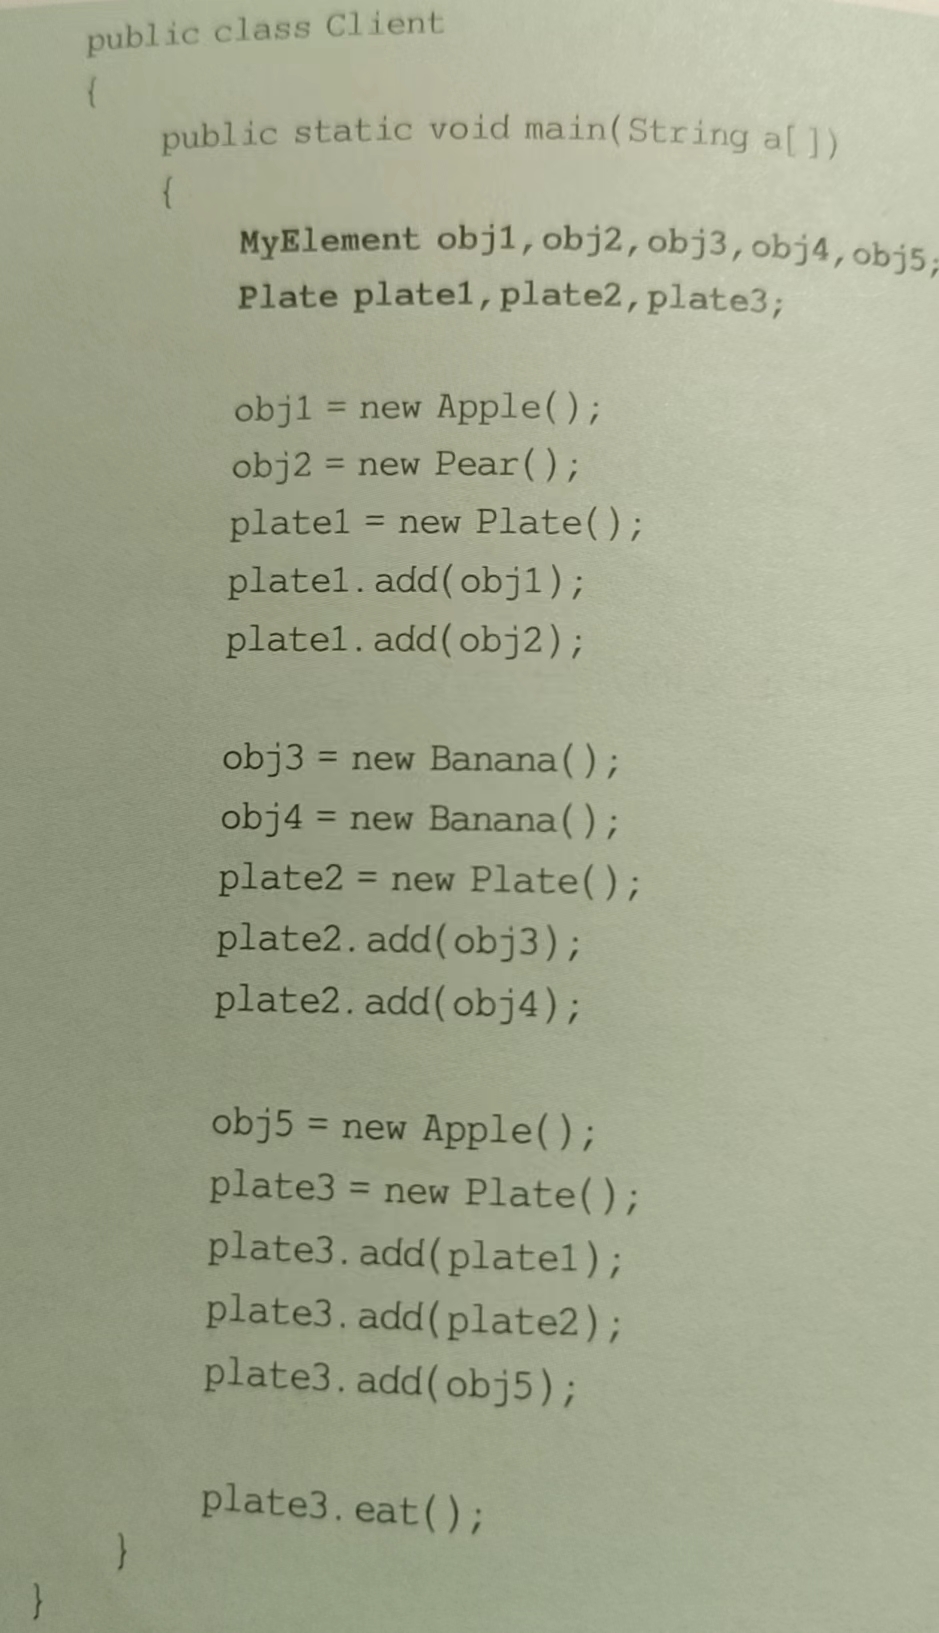 public class Client
{
public static void main(String a[])
{
MyElement obj1,obj2,obj3,obj4,obj5;
Plate plate1,plate2,plate3;
obj1 = new Apple();
obj2 = new Pear();
plate1 = new Plate();
plate1.add(obj1);
plate1.add(obj2);
obj3 = new Banana();
obj4 = new Banana();
plate2 = new Plate();
plate2.add(obj3);
plate2.add(obj4);
obj5 = new Apple();
plate3 = new Plate();
plate3.add(plate1);
plate3.add(plate2);
plate3.add(obj5);
plate3.eat();
}
}